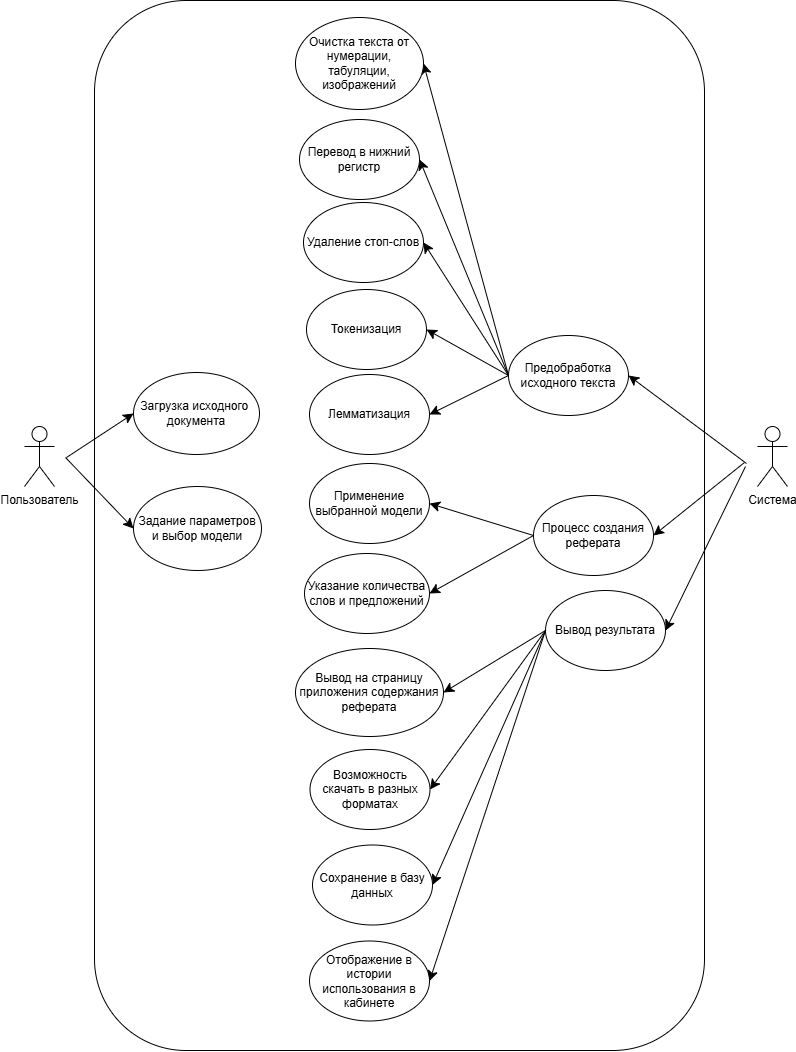 Очистка текста от
нумерации,
табуляции,
изображений
Перевод в нижний
регистр
Удаление стоп-слов
Токенизация
Предобработка
исходного текста
Лемматизация
Загрузка исходного
документа
Пользователь
Система
Задание параметров
и выбор модели
Применение
выбранной модели
Процесс создания
реферата
Указание количества
слов и предложений
Вывод результата
Вывод на страницу
приложения содержания
реферата
Возможность
скачать в разных
форматах
Сохранение в базу
данных
Отображение в
истории
использования в
кабинете